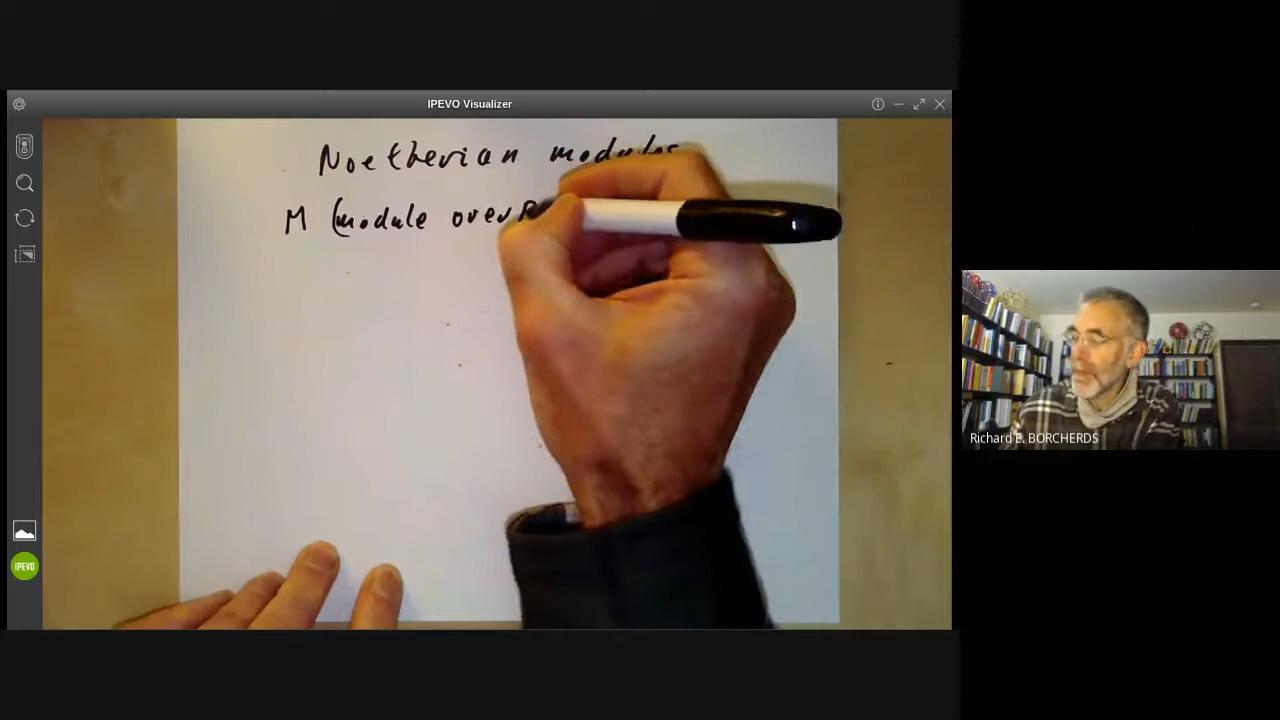 IPEVO Visualizer
Noetherian modules
M (module over R
IPEVO
Richard E. BORCHERDS